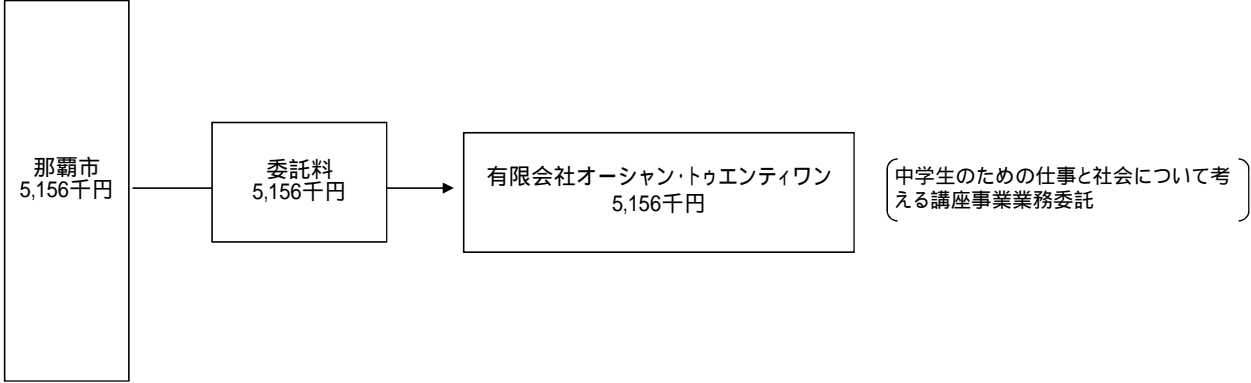 那覇市
5,156千円
委託料
5,156千円
有限会社オーシャン・トゥエンティワン
5,156千円
中学生のための仕事と社会について考
える講座事業業務委託